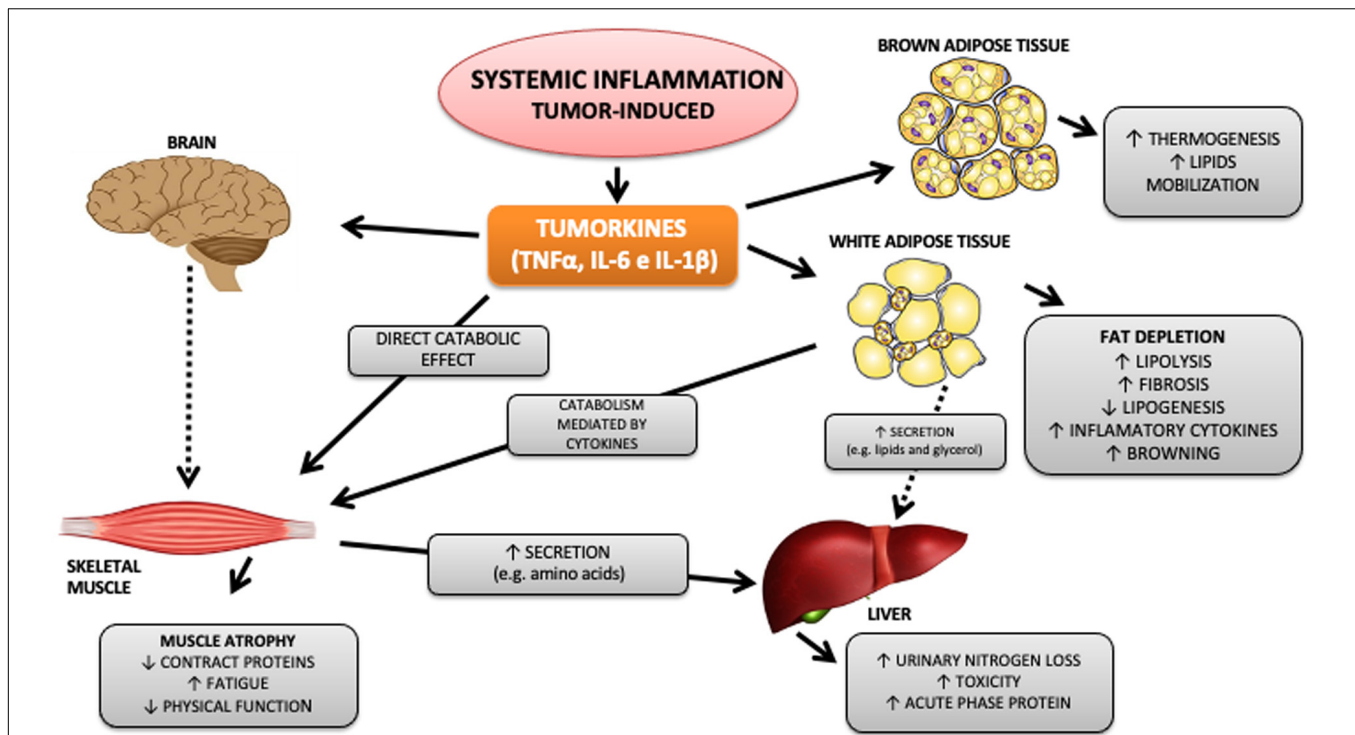 SYSTEMIC INFLAMMATION
TUMOR-INDUCED
BROWN ADIPOSE TISSUE
↑ THERMOGENESIS
↑ LIPIDS
MOBILIZATION
BRAIN
TUMORKINES
(TNFα, IL-6 e IL-1β)
WHITE ADIPOSE TISSUE
DIRECT CATABOLIC
EFFECT
FAT DEPLETION
↑ LIPOLYSIS
↑ FIBROSIS
↓ LIPOGENESIS
↑ INFLAMATORY CYTOKINES
↑ BROWNING
CATABOLISM
MEDIATED BY
CYTOKINES
↑ SECRETION
(e.g. lipids and glycerol)
SKELETAL
MUSCLE
↑ SECRETION
(e.g. amino acids)
LIVER
MUSCLE ATROPHY
↓ CONTRACT PROTEINS
↑ FATIGUE
↓ PHYSICAL FUNCTION
↑ URINARY NITROGEN LOSS
↑ TOXICITY
↑ ACUTE PHASE PROTEIN